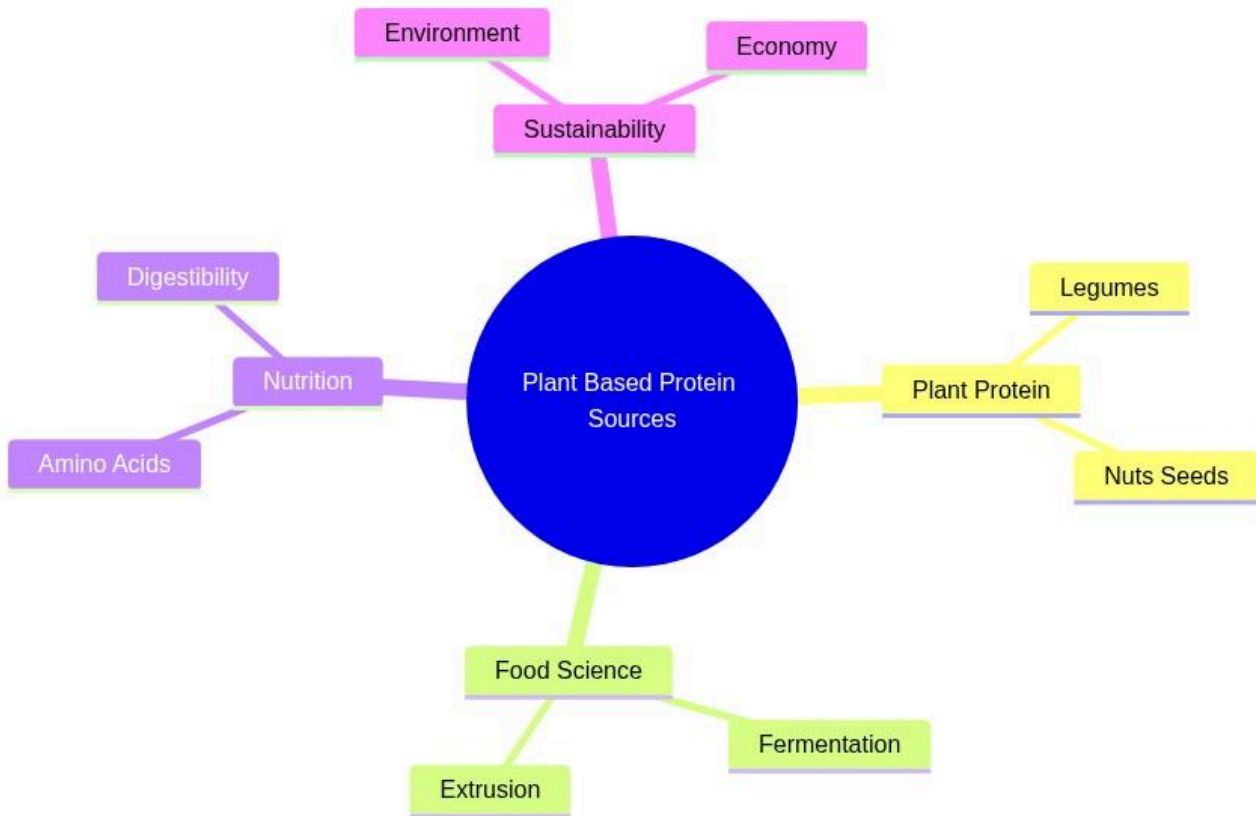 Environment
Economy
Sustainability
Digestibility
Legumes
Nutrition
Plant Based Protein
Sources
Plant Protein
Amino Acids
Nuts Seeds
Food Science
Fermentation
Extrusion